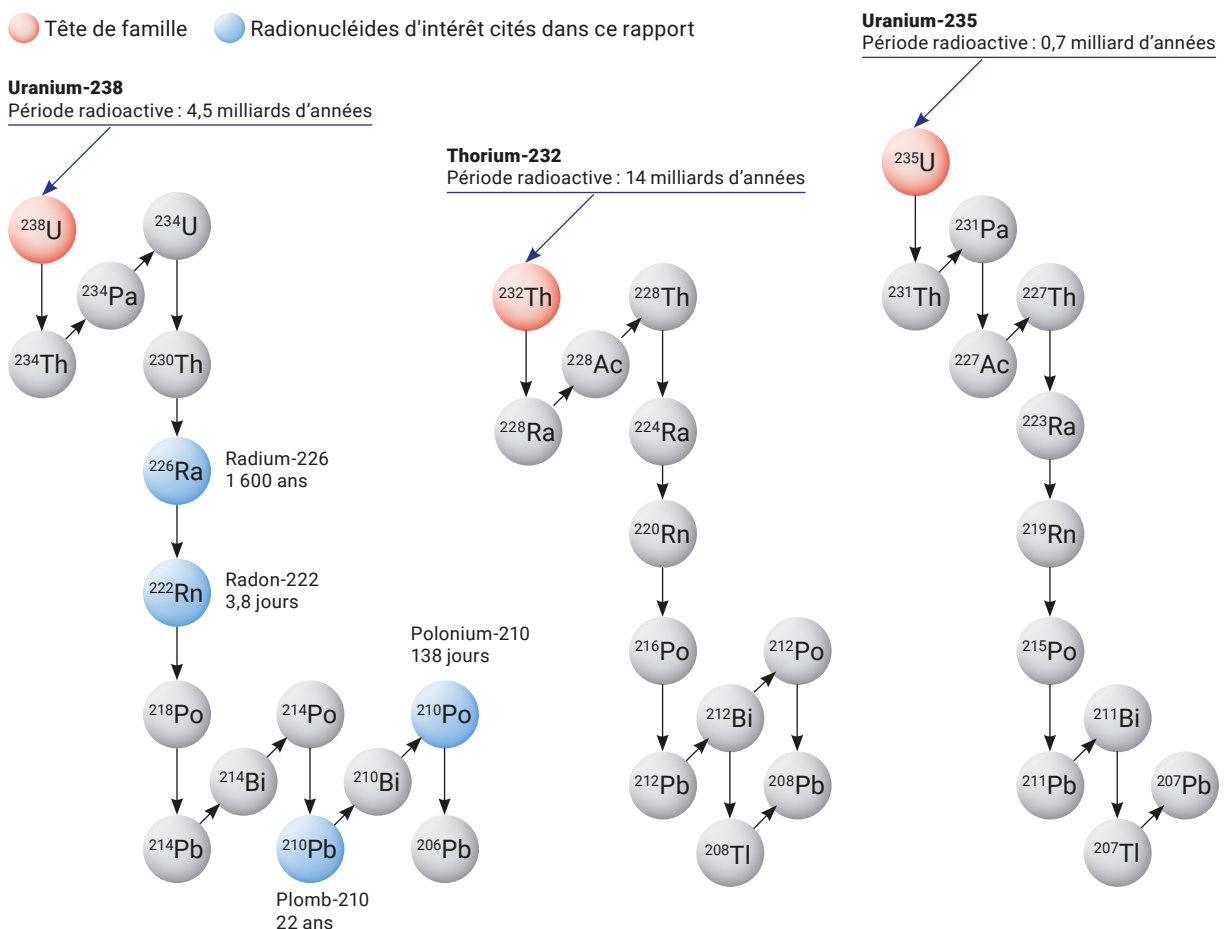 Tête de famille
Radionucléides d'intérêt cités dans ce rapport
Uranium-238
Période radioactive : 4,5 milliards d'années
238U
234U
234Pa
234Th
230Th
226Ra
Radium-226
1 600 ans
222Rn
Radon-222
3,8 jours
Polonium-210
138 jours
218Po
214Po
210Po
214Bi
210Bi
214Pb
210Pb
206Pb
Plomb-210
22 ans
Thorium-232
Période radioactive : 14 milliards d'années
232Th
228Th
228Ac
228Ra
224Ra
220Rn
216Po
212Po
212Bi
212Pb
208Pb
208Tl
Uranium-235
Période radioactive : 0,7 milliard d'années
235U
231Pa
231Th
227Th
227Ac
223Ra
219Rn
215Po
211Bi
211Pb
207Pb
207Tl